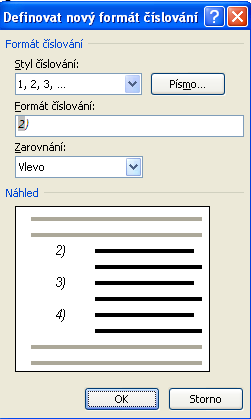 Definovat nový formát číslování
Formát číslování
Styl číslování:
1, 2, 3, ...
Písmo...
Formát číslování:
2)
Zarovnání:
Vlevo
Náhled
2)
3)
4)
OK
Storno